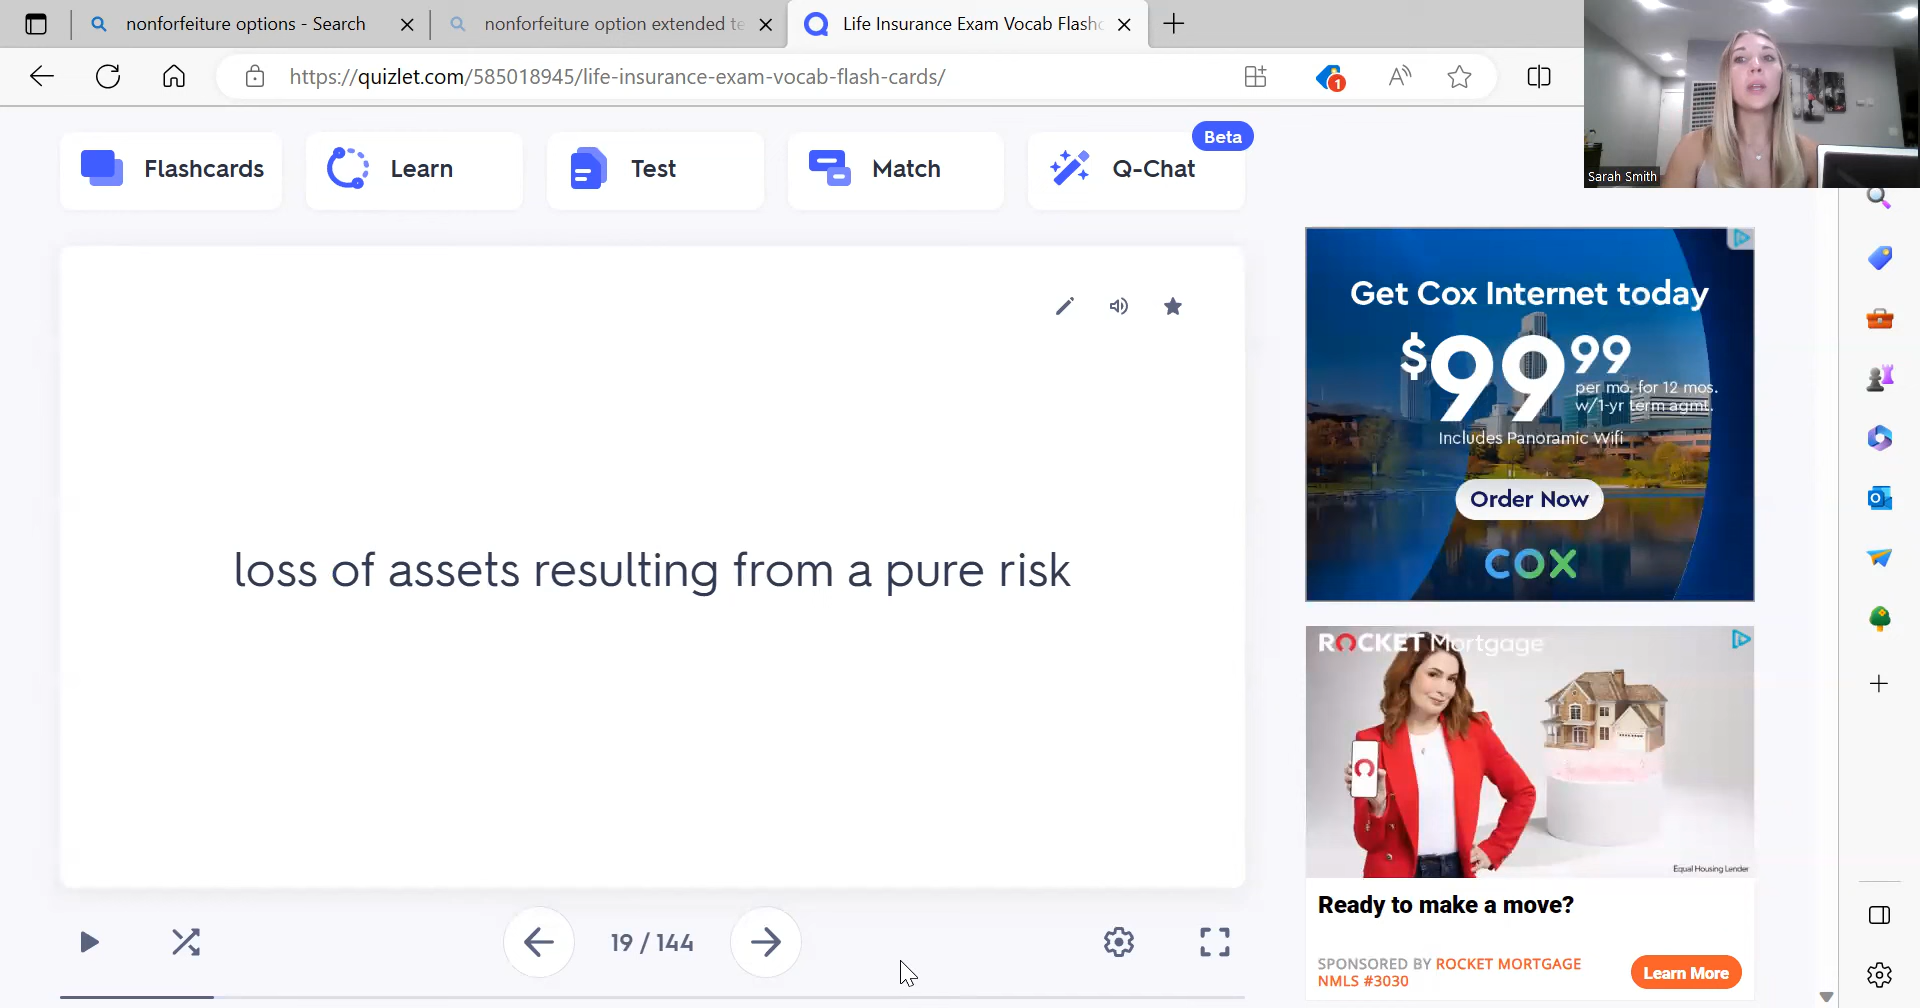 nonforfeiture options - Search
nonforfeiture option extended te
Life Insurance Exam Vocab Flashc
https://quizlet.com/585018945/life-insurance-exam-vocab-flash-cards/
1
Sarah Smith
Flashcards
Learn
Test
Match
Q-Chat
Beta
loss of assets resulting from a pure risk
19 / 144
Get Cox Internet today
$99.99
per mo. for 12 mos.
w/1-yr term agmt.
Includes Panoramic Wifi
Order Now
COX
ROCKET Mortgage
Equal Housing Lender
Ready to make a move?
SPONSORED BY ROCKET MORTGAGE
NMLS #3030
Learn More